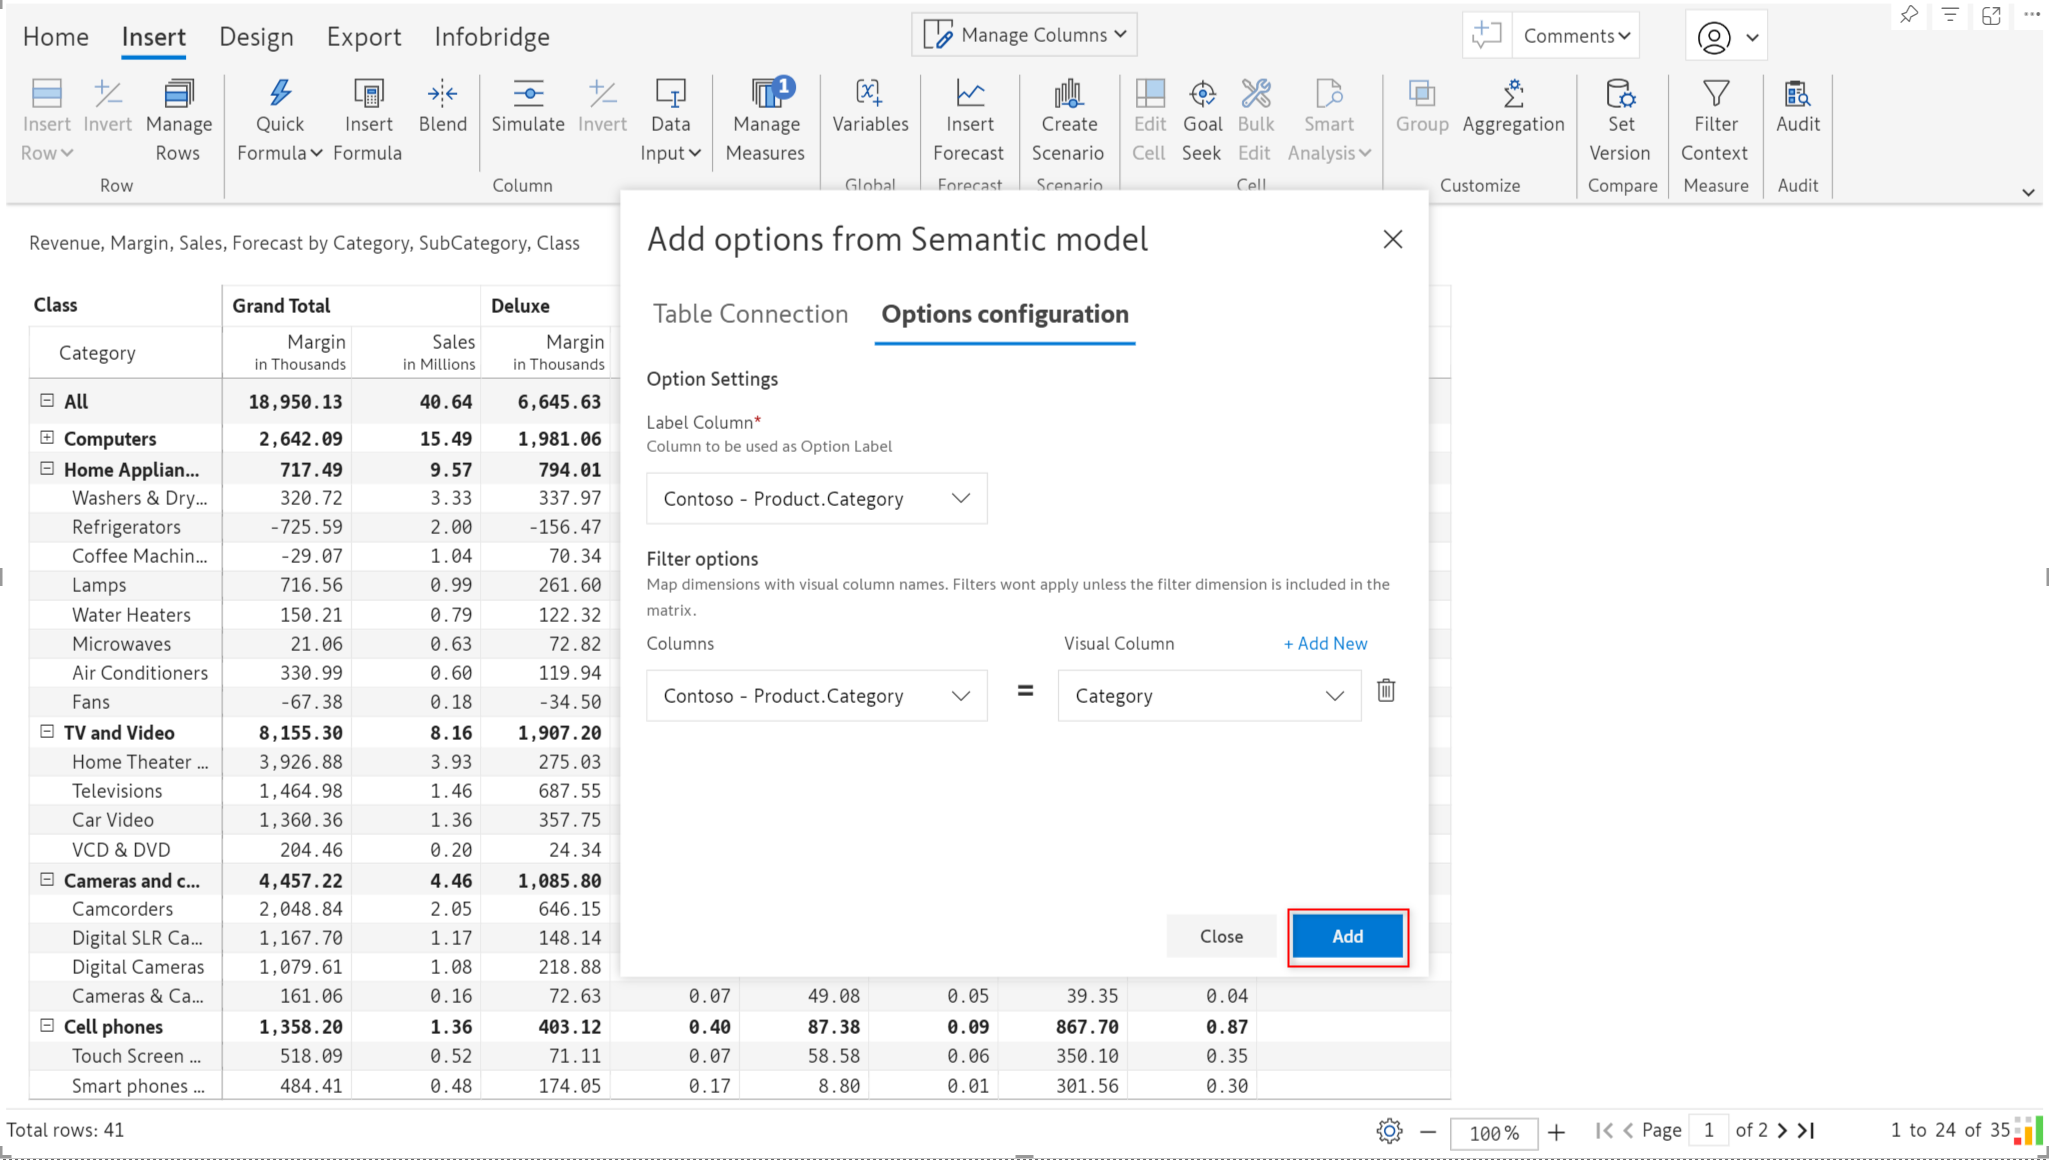 Home Insert Design Export Infobridge
Manage Columns
Comments
Insert Row
Invert
Manage Rows
Row
Quick Formula
Insert Formula
Blend
Simulate
Invert
Data Input
Manage Measures
1
Column
Variables
Global
Insert Forecast
Forecast
Create Scenario
Scenario
Edit Cell
Goal Seek
Bulk Edit
Smart Analysis
Cell
Group
Aggregation
Customize
Set Version
Compare
Filter Context
Measure
Audit
Audit
Revenue, Margin, Sales, Forecast by Category, SubCategory, Class
Class Grand Total Deluxe
Category Margin in Thousands Sales in Millions Margin in Thousands
All 18,950.13 40.64 6,645.63
Computers 2,642.09 15.49 1,981.06
Home Applian... 717.49 9.57 794.01
Washers & Dry... 320.72 3.33 337.97
Refrigerators -725.59 2.00 -156.47
Coffee Machin... -29.07 1.04 70.34
Lamps 716.56 0.99 261.60
Water Heaters 150.21 0.79 122.32
Microwaves 21.06 0.63 72.82
Air Conditioners 330.99 0.60 119.94
Fans -67.38 0.18 -34.50
TV and Video 8,155.30 8.16 1,907.20
Home Theater ... 3,926.88 3.93 275.03
Televisions 1,464.98 1.46 687.55
Car Video 1,360.36 1.36 357.75
VCD & DVD 204.46 0.20 24.34
Cameras and c... 4,457.22 4.46 1,085.80
Camcorders 2,048.84 2.05 646.15
Digital SLR Ca... 1,167.70 1.17 148.14
Digital Cameras 1,079.61 1.08 218.88
Cameras & Ca... 161.06 0.16 72.63 0.07 49.08 0.05 39.35 0.04
Cell phones 1,358.20 1.36 403.12 0.40 87.38 0.09 867.70 0.87
Touch Screen ... 518.09 0.52 71.11 0.07 58.58 0.06 350.10 0.35
Smart phones ... 484.41 0.48 174.05 0.17 8.80 0.01 301.56 0.30
Add options from Semantic model
Table Connection Options configuration
Option Settings
Label Column*
Column to be used as Option Label
Contoso - Product.Category
Filter options
Map dimensions with visual column names. Filters wont apply unless the filter dimension is included in the
matrix.
Columns Visual Column + Add New
Contoso - Product.Category = Category
Close Add
Total rows: 41
100%
Page 1 of 2
1 to 24 of 35